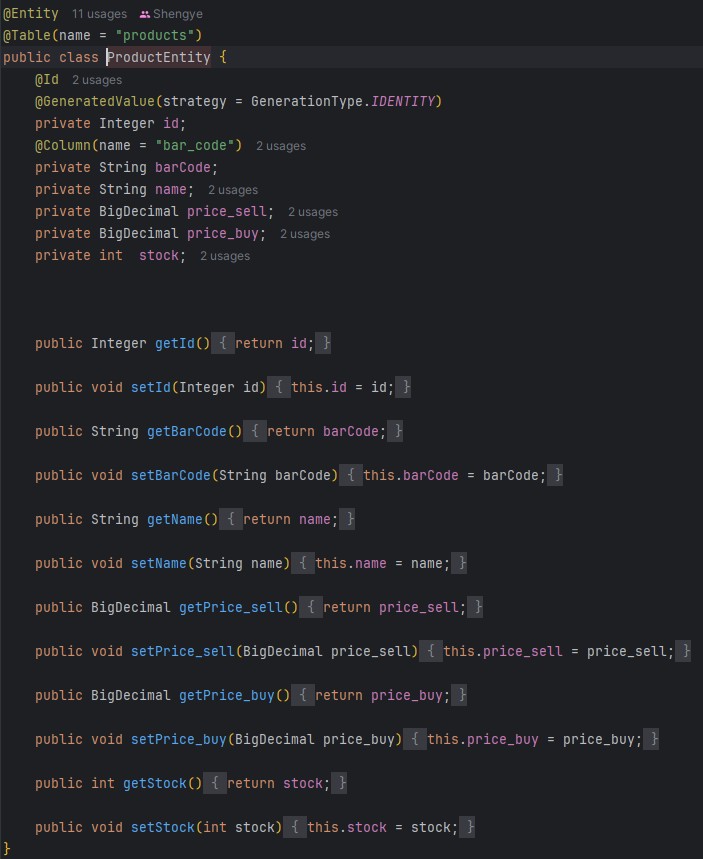 @Entity 11 usages Shengye
@Table(name = "products")
public class ProductEntity {
@Id 2 usages
@GeneratedValue(strategy = GenerationType.IDENTITY)
private Integer id;
@Column(name = "bar_code") 2 usages
private String barCode;
private String name; 2 usages
private BigDecimal price_sell; 2 usages
private BigDecimal price_buy; 2 usages
private int  stock; 2 usages
public Integer getId() { return id; }
public void setId(Integer id) { this.id = id; }
public String getBarCode() { return barCode; }
public void setBarCode(String barCode) { this.barCode = barCode; }
public String getName() { return name; }
public void setName(String name) { this.name = name; }
public BigDecimal getPrice_sell() { return price_sell; }
public void setPrice_sell(BigDecimal price_sell) { this.price_sell = price_sell; }
public BigDecimal getPrice_buy() { return price_buy; }
public void setPrice_buy(BigDecimal price_buy) { this.price_buy = price_buy; }
public int getStock() { return stock; }
public void setStock(int stock) { this.stock = stock; }
}